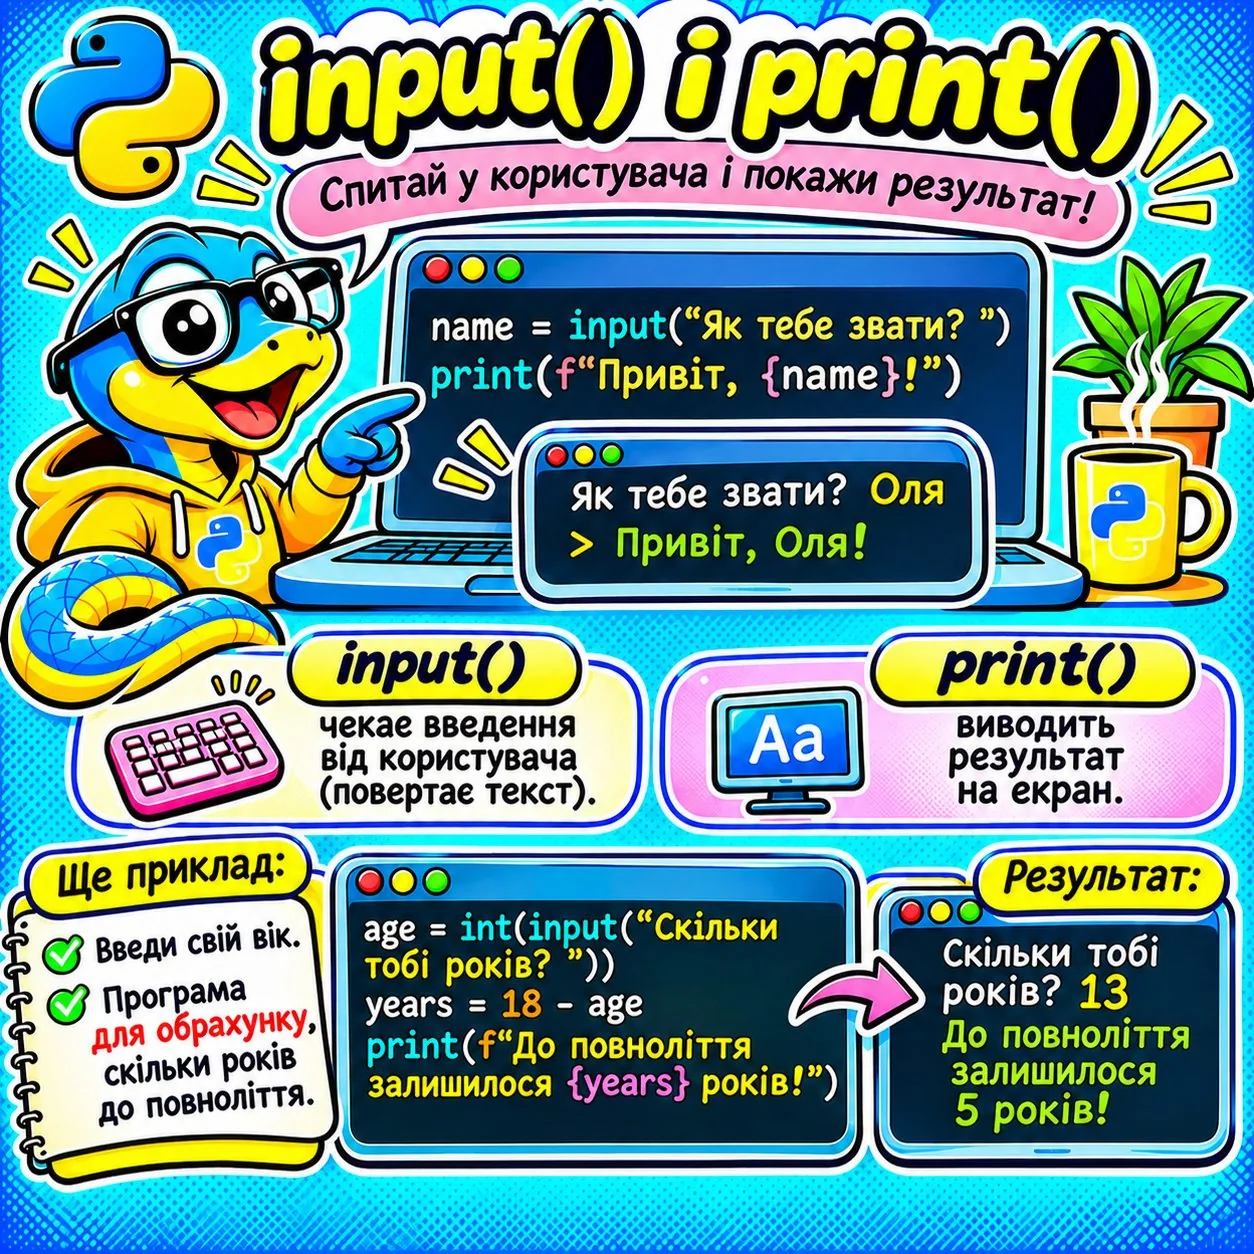 input() і print()
Спитай у користувача і покажи результат!
name = input(“Як тебе звати? ”)
print(f“Привіт, {name}!”)
Як тебе звати? Оля
> Привіт, Оля!
input()
чекае введення
від користувача
(повертає текст).
Aa
print()
виводить
результат
на екран.
Ще приклад:
Введи свій вік.
Програма
для обрахунку,
скільки років
до повноліття.
age = int(input(“Скільки
тобі років? ”))
years = 18 – age
print(f“До повноліття
залишилося {years} років!”)
Результат:
Скільки тобі
років? 13
До повноліття
залишилося
5 років!